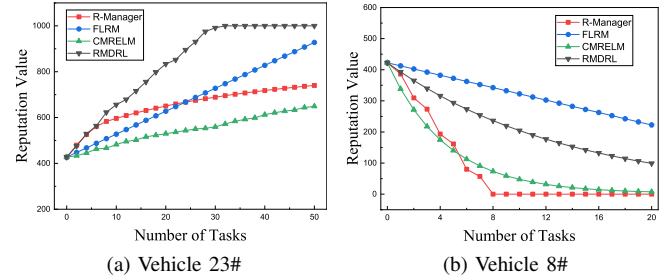 1000
800
600
400
200
Reputation Value
R-Manager
FLRM
CMRELM
RMDRL
0 10 20 30 40 50
Number of Tasks
(a) Vehicle 23#
600
500
400
300
200
100
0
Reputation Value
R-Manager
FLRM
CMRELM
RMDRL
0 4 8 12 16 20
Number of Tasks
(b) Vehicle 8#